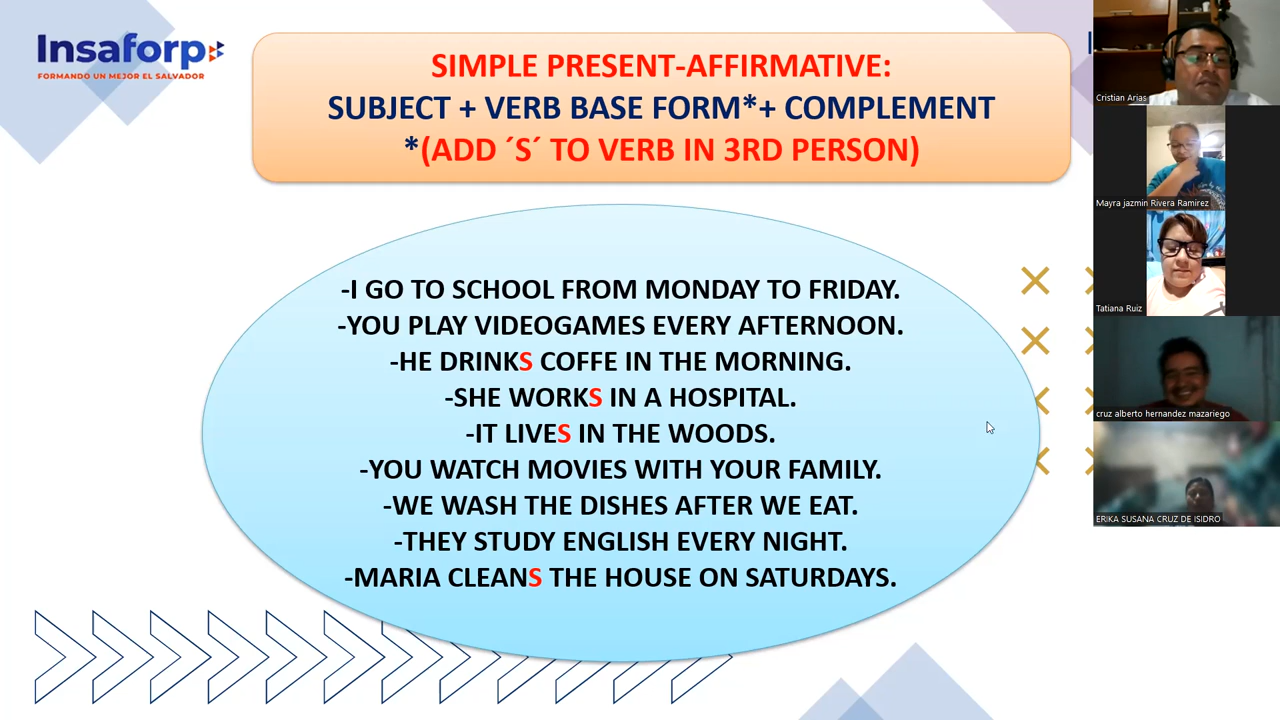 Insaforp
FORMANDO UN MEJOR EL SALVADOR
SIMPLE PRESENT-AFFIRMATIVE:
SUBJECT + VERB BASE FORM*+ COMPLEMENT
*(ADD ´S´ TO VERB IN 3RD PERSON)
-I GO TO SCHOOL FROM MONDAY TO FRIDAY.
-YOU PLAY VIDEOGAMES EVERY AFTERNOON.
-HE DRINKS COFFE IN THE MORNING.
-SHE WORKS IN A HOSPITAL.
-IT LIVES IN THE WOODS.
-YOU WATCH MOVIES WITH YOUR FAMILY.
-WE WASH THE DISHES AFTER WE EAT.
-THEY STUDY ENGLISH EVERY NIGHT.
-MARIA CLEANS THE HOUSE ON SATURDAYS.
Cristian Arias
Mayra jazmin Rivera Ramirez
Tatiana Ruiz
cruz alberto hernandez mazariego
ERIKA SUSANA CRUZ DE ISIDRO